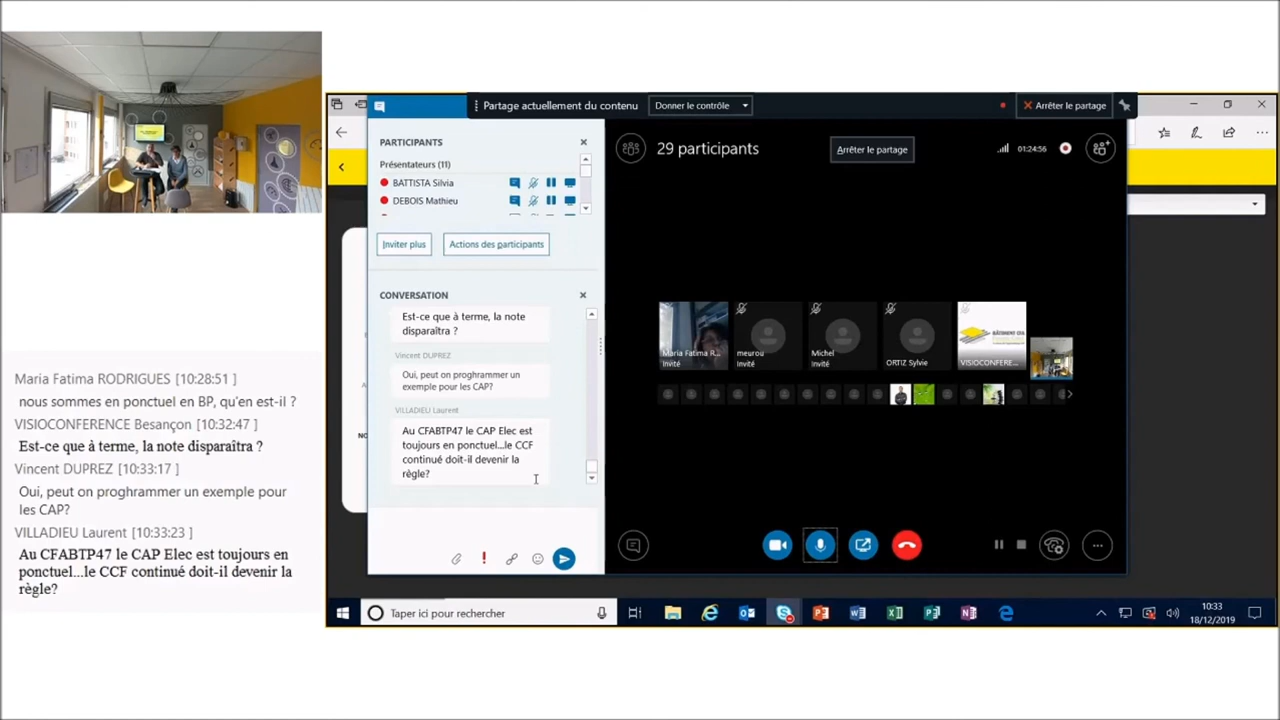 Maria Fatima RODRIGUES [10:28:51 ]
nous sommes en ponctuel en BP, qu'en est-il ?
VISIOCONFERENCE Besançon [10:32:47 ]
Est-ce que à terme, la note disparaîtra ?
Vincent DUPREZ [10:33:17 ]
Oui, peut on proghrammer un exemple pour
les CAP?
VILLADIEU Laurent [10:33:23 ]
Au CFABTP47 le CAP Elec est toujours en
ponctuel...le CCF continué doit-il devenir la
règle?
Partage actuellement du contenu
Donner le contrôle
Arrêter le partage
PARTICIPANTS
Présentateurs (11)
BATTISTA Silvia
DEBOIS Mathieu
Inviter plus
Actions des participants
CONVERSATION
Est-ce que à terme, la note
disparaîtra ?
Vincent DUPREZ
Oui, peut on proghrammer un
exemple pour les CAP?
VILLADIEU Laurent
Au CFABTP47 le CAP Elec est
toujours en ponctuel...le CCF
continué doit-il devenir la
règle?
29 participants
Arrêter le partage
01:24:56
Maria Fatima R...
Invité
meurou
Invité
Michel
Invité
ORTIZ Sylvie
BÂTIMENT CFA
VISIOCONFERE...
Taper ici pour rechercher
10:33
18/12/2019